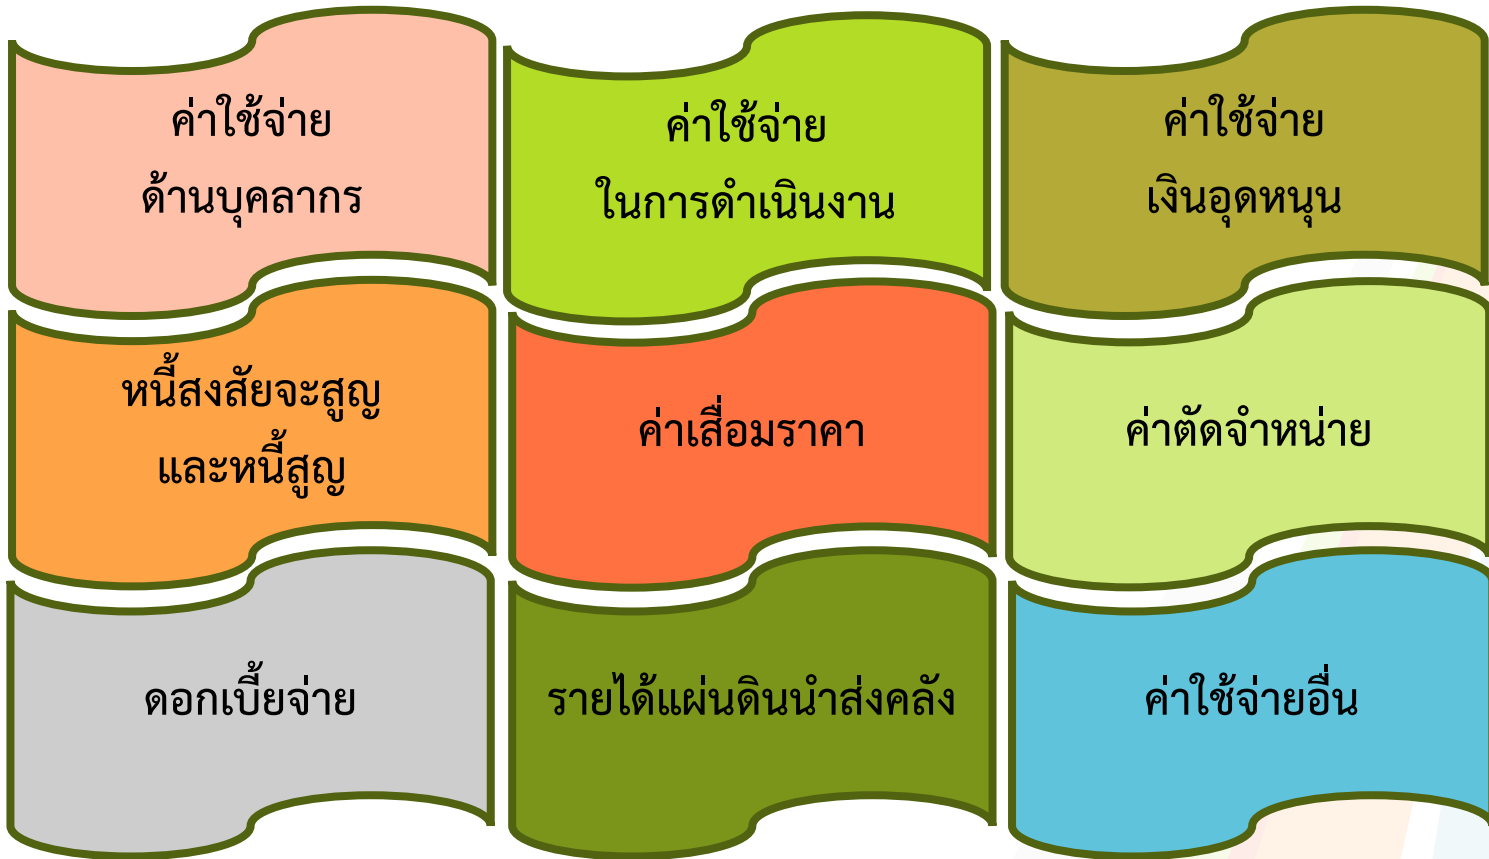 ค่าใช้จ่าย
ด้านบุคลากร
ค่าใช้จ่าย
ในการดำเนินงาน
ค่าใช้จ่าย
เงินอุดหนุน
หนี้สงสัยจะสูญ
และหนี้สูญ
ค่าเสื่อมราคา
ค่าตัดจำหน่าย
ดอกเบี้ยจ่าย
รายได้แผ่นดินนำส่งคลัง
ค่าใช้จ่ายอื่น